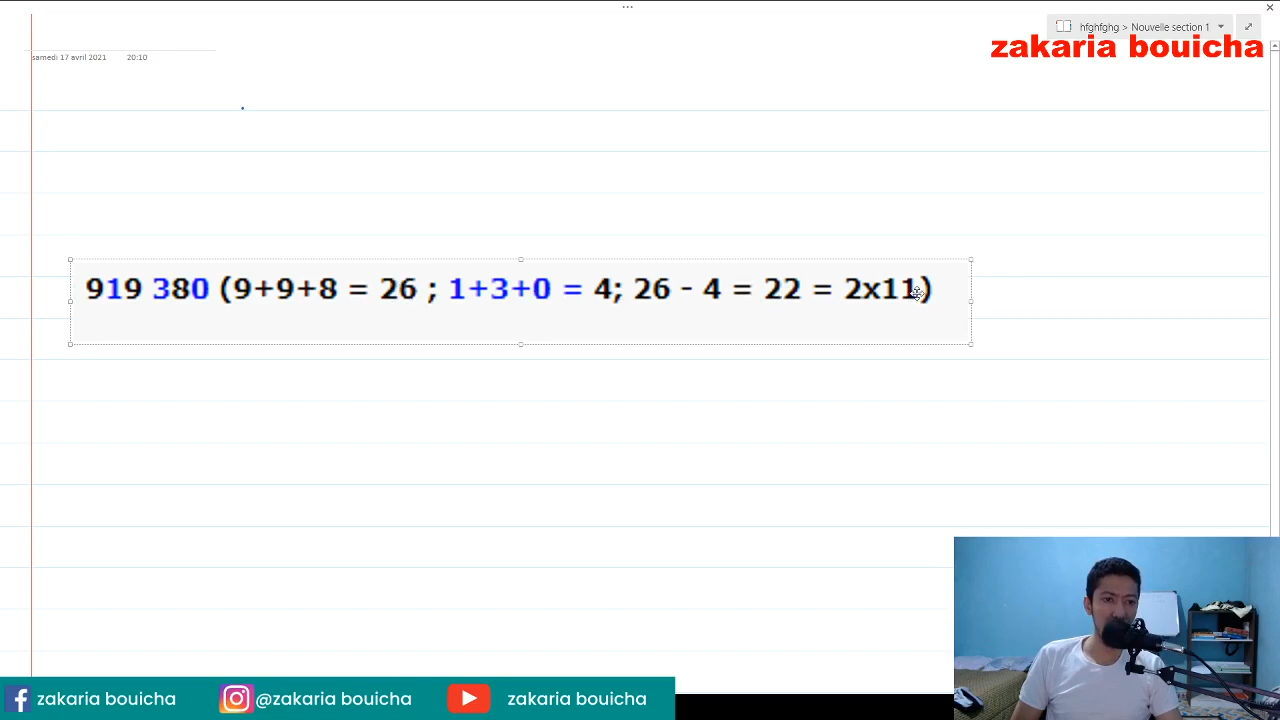 ...
hfghfghg > Nouvelle section 1
zakaria bouicha
samedi 17 avril 2021 20:10
919 380 (9+9+8 = 26 ; 1+3+0 = 4; 26 - 4 = 22 = 2x11)
zakaria bouicha @zakaria bouicha zakaria bouicha